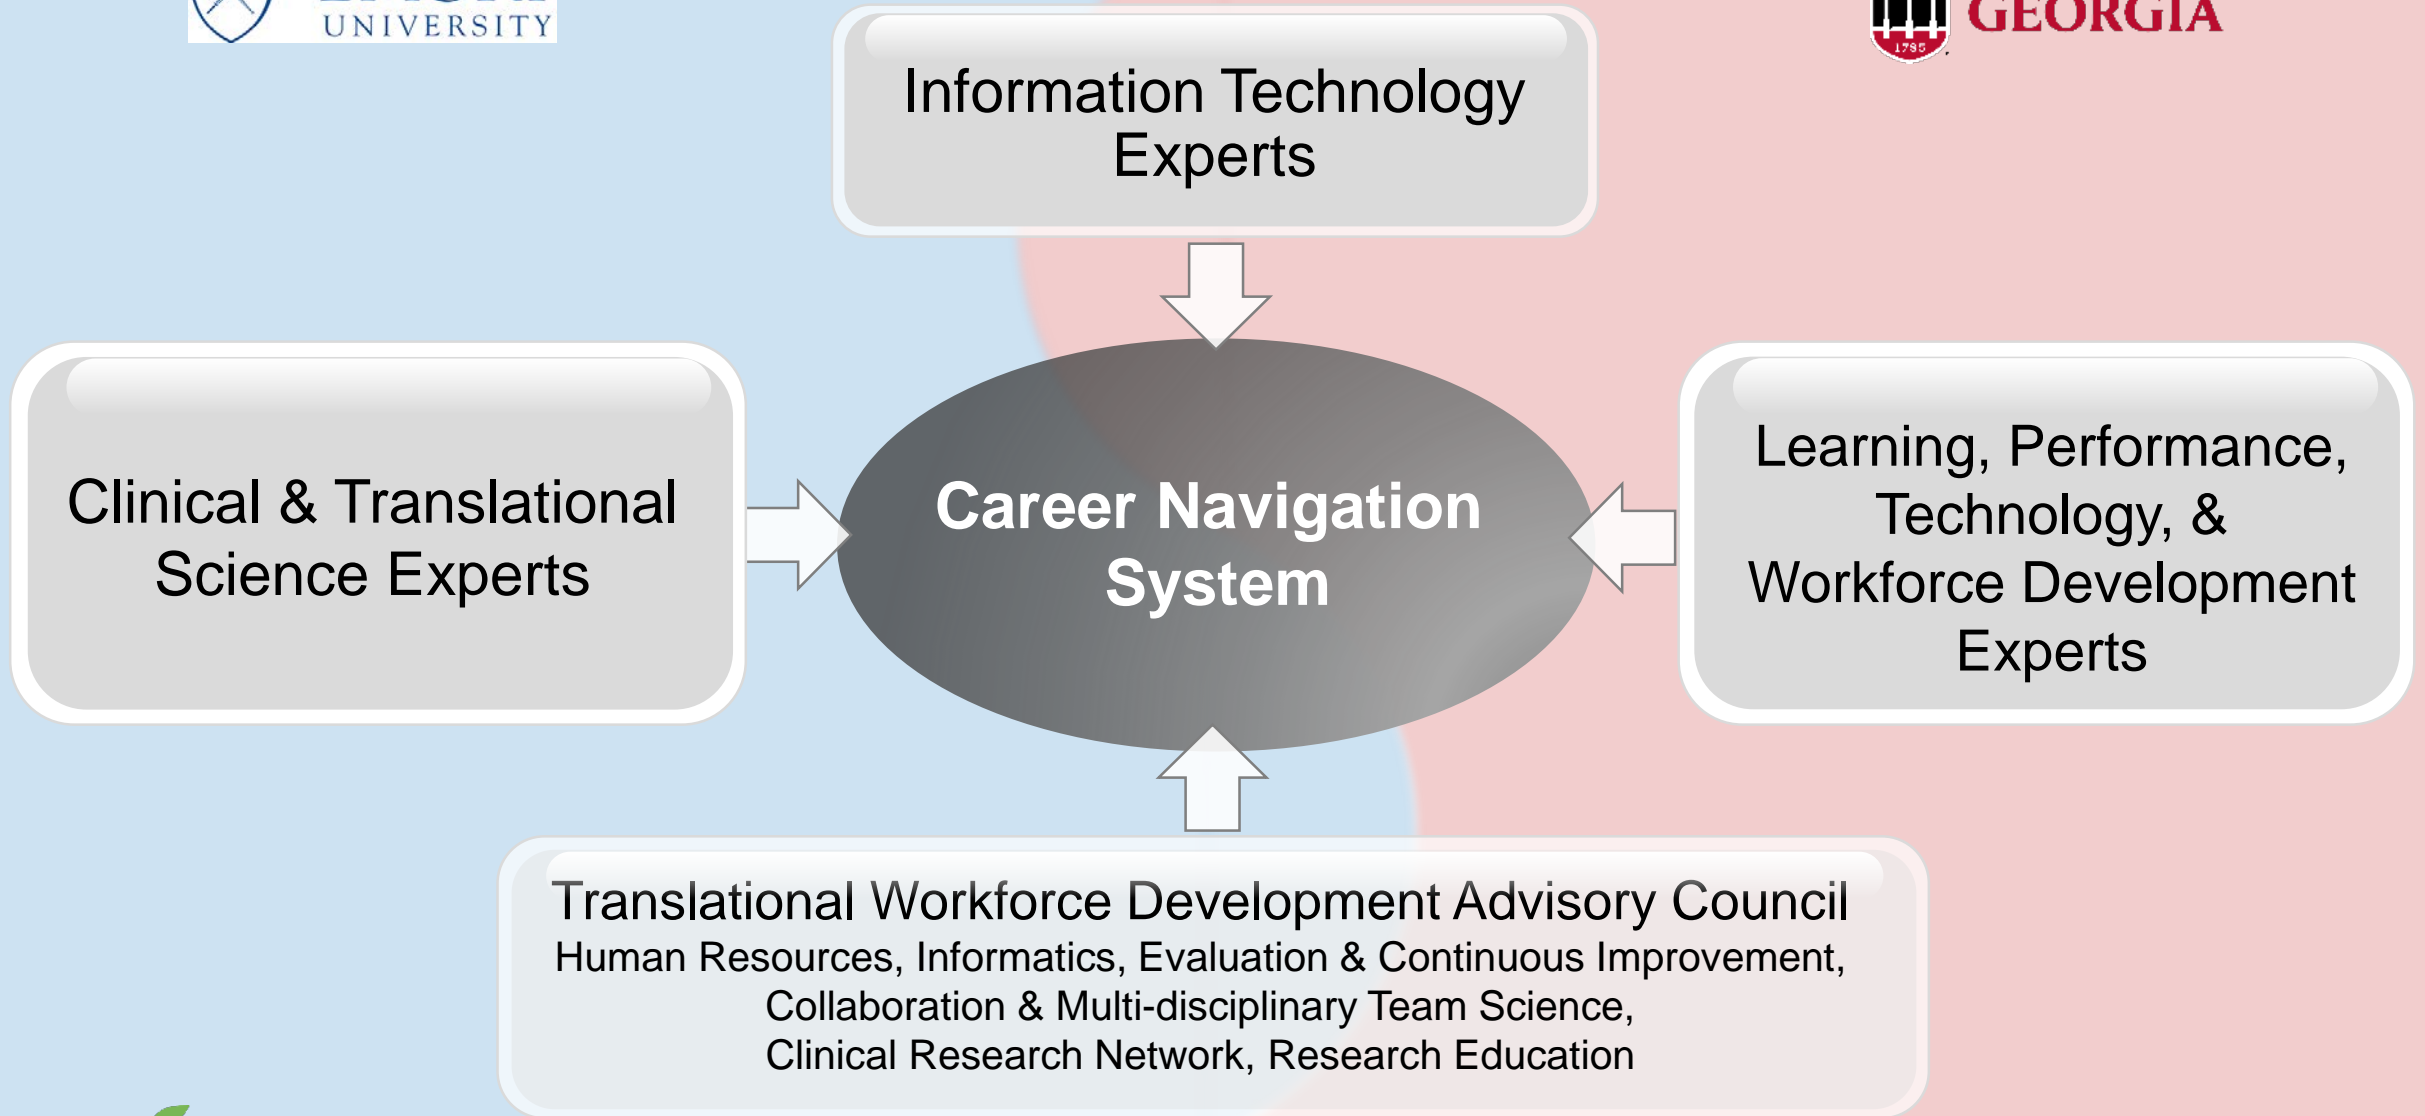 UNIVERSITY
GEORGIA
1785
Information Technology
Experts
Clinical & Translational
Science Experts
Career Navigation
System
Learning, Performance,
Technology, &
Workforce Development
Experts
Translational Workforce Development Advisory Council
Human Resources, Informatics, Evaluation & Continuous Improvement,
Collaboration & Multi-disciplinary Team Science,
Clinical Research Network, Research Education